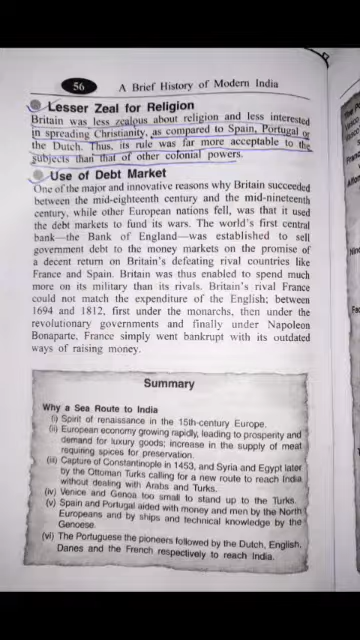 56
A Brief History of Modern India
Lesser Zeal for Religion
Britain was less zealous about religion and less interested
in spreading Christianity, as compared to Spain, Portugal or
the Dutch. Thus, its rule was far more acceptable to the
subjects than that of other colonial powers.
Use of Debt Market
One of the major and innovative reasons why Britain succeeded
between the mid-eighteenth century and the mid-nineteenth
century, while other European nations fell, was that it used
the debt markets to fund its wars. The world's first central
bank—the Bank of England—was established to sell
government debt to the money markets on the promise of
a decent return on Britain's defeating rival countries like
France and Spain. Britain was thus enabled to spend much
more on its military than its rivals. Britain's rival France
could not match the expenditure of the English; between
1694 and 1812, first under the monarchs, then under the
revolutionary governments and finally under Napoleon
Bonaparte, France simply went bankrupt with its outdated
ways of raising money.
Summary
Why a Sea Route to India
(i) Spirit of renaissance in the 15th-century Europe.
(ii) European economy growing rapidly, leading to prosperity and
demand for luxury goods; increase in the supply of meat
requiring spices for preservation.
(iii) Capture of Constantinople in 1453, and Syria and Egypt later
by the Ottoman Turks calling for a new route to reach India
without dealing with Arabs and Turks.
(iv) Venice and Genoa too small to stand up to the Turks.
(v) Spain and Portugal aided with money and men by the North
Europeans and by ships and technical knowledge by the
Genoese.
(vi) The Portuguese the pioneers followed by the Dutch, English,
Danes and the French respectively to reach India.